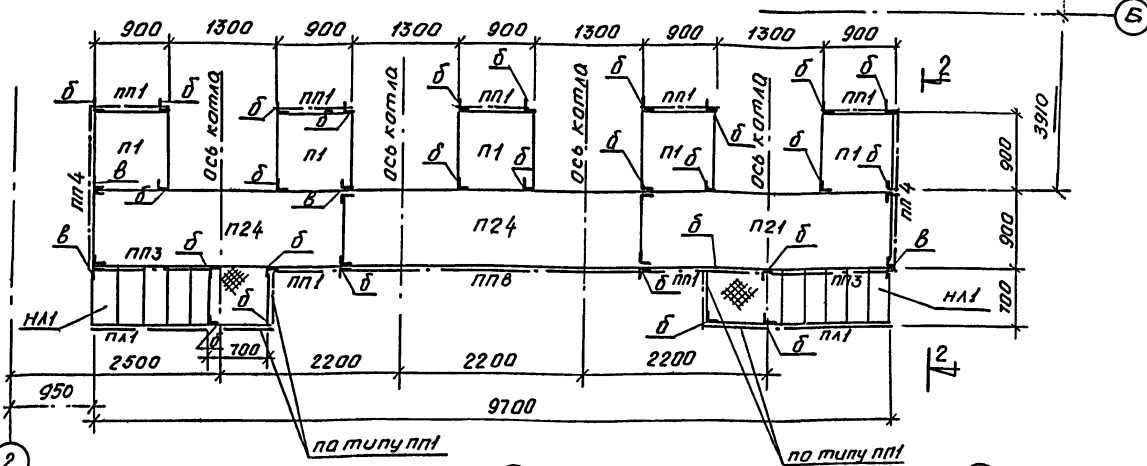 Б
900 1300 900 1300 900 1300 900 1300 900
2
б пп1 б ось котла б пп1 б ось котла б б пп1 ось котла б пп1 б ось котла б б пп1
3910
900
п1 п1 п1 п1 п1
пп4 в б б в б б б б б б пп4
900
п24 п24 п21
в пп3 б б б б в
пп1 б пп8 б пп1 пп3
нл1 нл1
700
б б б б
пл1 пл1
700
2500 2200 2200 2200
2
950
9700
2
по типу пп1 по типу пп1